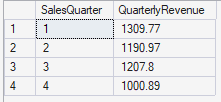 SalesQuarter QuarterlyRevenue
1 1 1309.77
2 2 1190.97
3 3 1207.8
4 4 1000.89